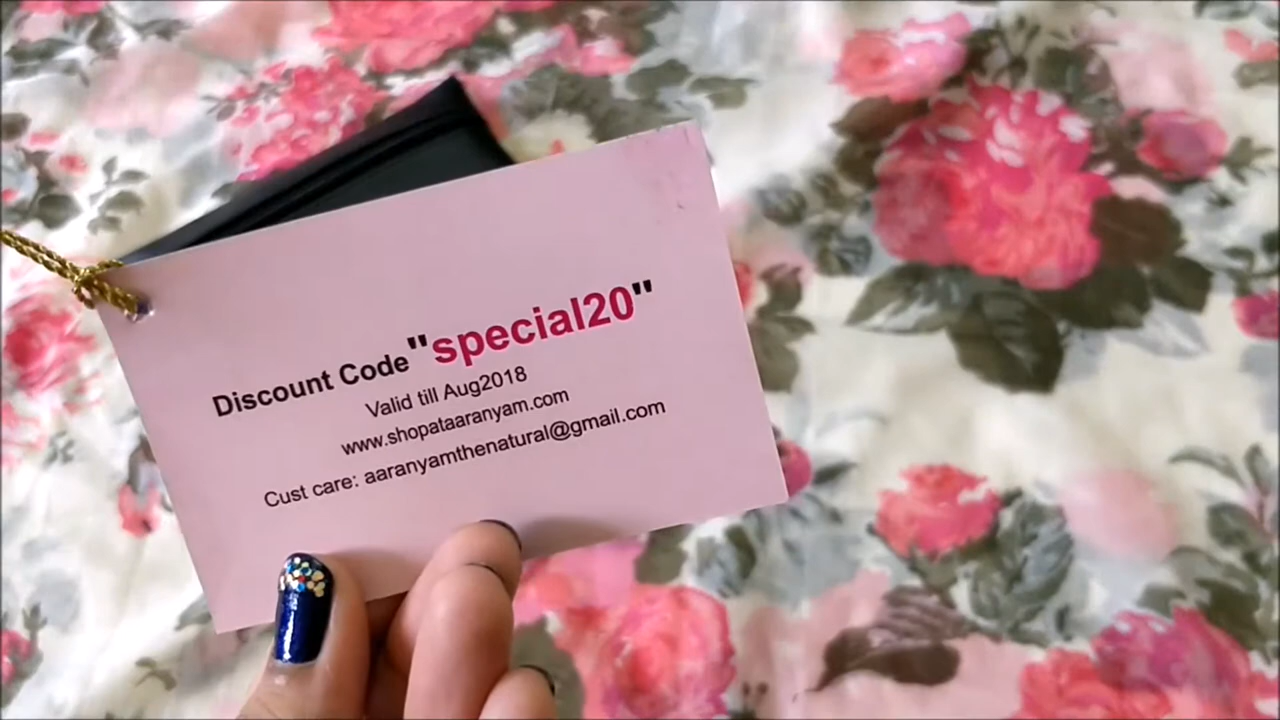 Discount Code"special20"
Valid till Aug2018
www.shopataaranyam.com
Cust care: aaranyamthenatural@gmail.com